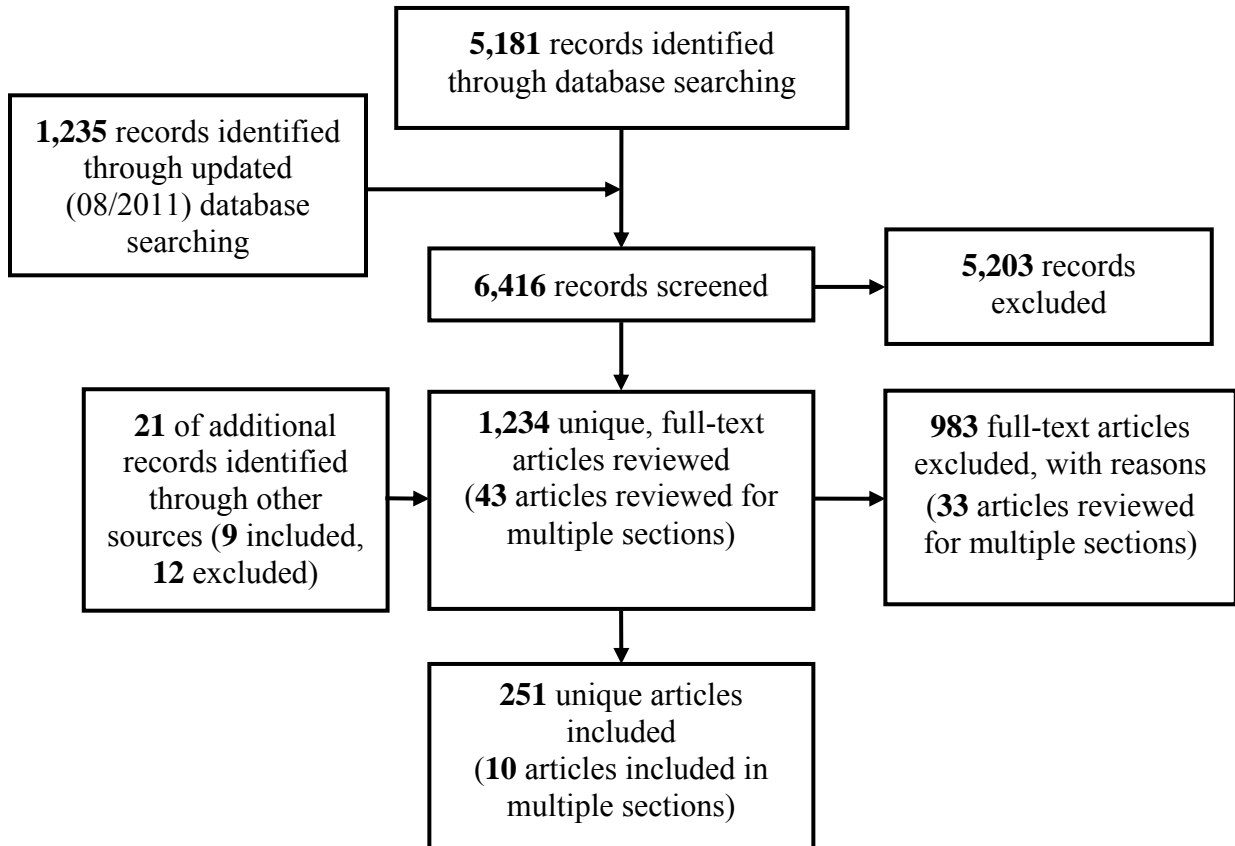 5,181 records identified
through database searching
1,235 records identified
through updated
(08/2011) database
searching
6,416 records screened
5,203 records
excluded
21 of additional
records identified
through other
sources (9 included,
12 excluded)
1,234 unique, full-text
articles reviewed
(43 articles reviewed for
multiple sections)
983 full-text articles
excluded, with reasons
(33 articles reviewed
for multiple sections)
251 unique articles
included
(10 articles included in
multiple sections)